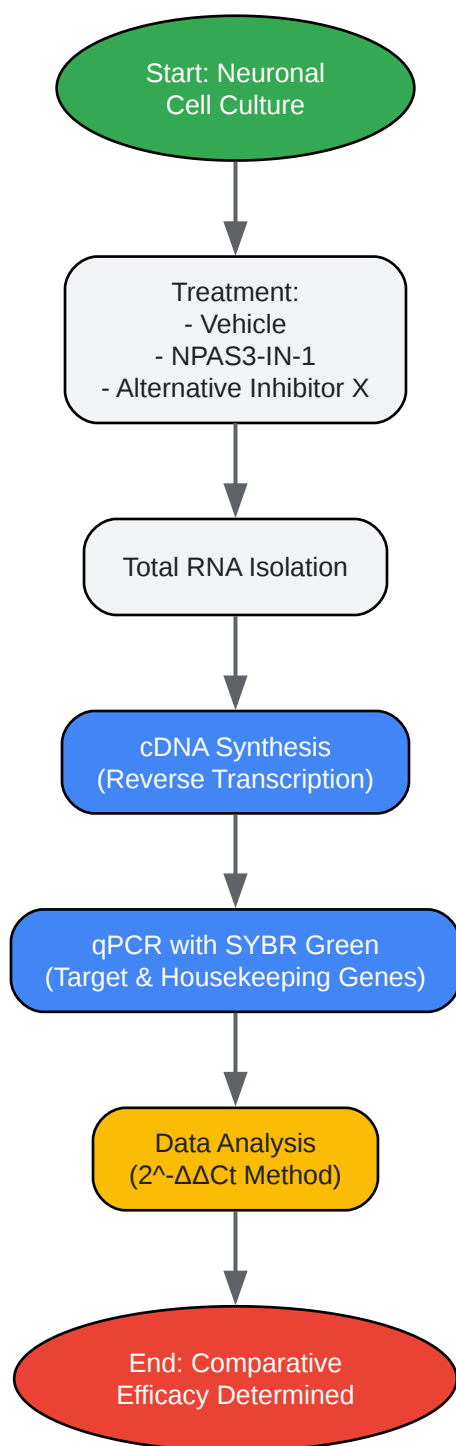 Start: Neuronal
Cell Culture
Treatment:
- Vehicle
- NPAS3-IN-1
- Alternative Inhibitor X
Total RNA Isolation
cDNA Synthesis
(Reverse Transcription)
qPCR with SYBR Green
(Target & Housekeeping Genes)
Data Analysis
(2^-ΔΔCt Method)
End: Comparative
Efficacy Determined